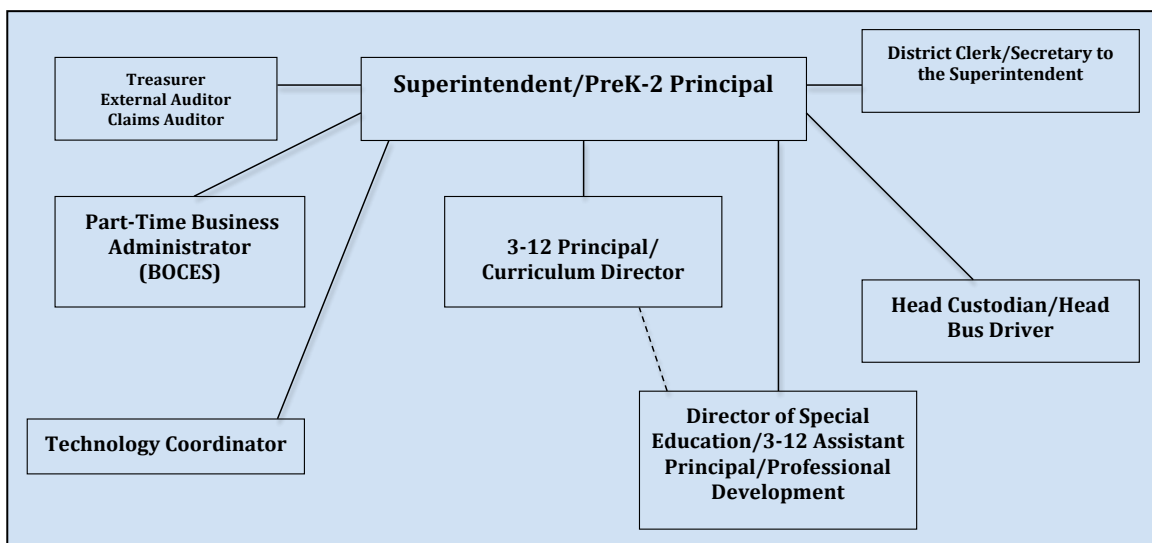 Treasurer
External Auditor
Claims Auditor
Superintendent/PreK-2 Principal
District Clerk/Secretary to
the Superintendent
Part-Time Business
Administrator
(BOCES)
3-12 Principal/
Curriculum Director
Head Custodian/Head
Bus Driver
Technology Coordinator
Director of Special
Education/3-12 Assistant
Principal/Professional
Development